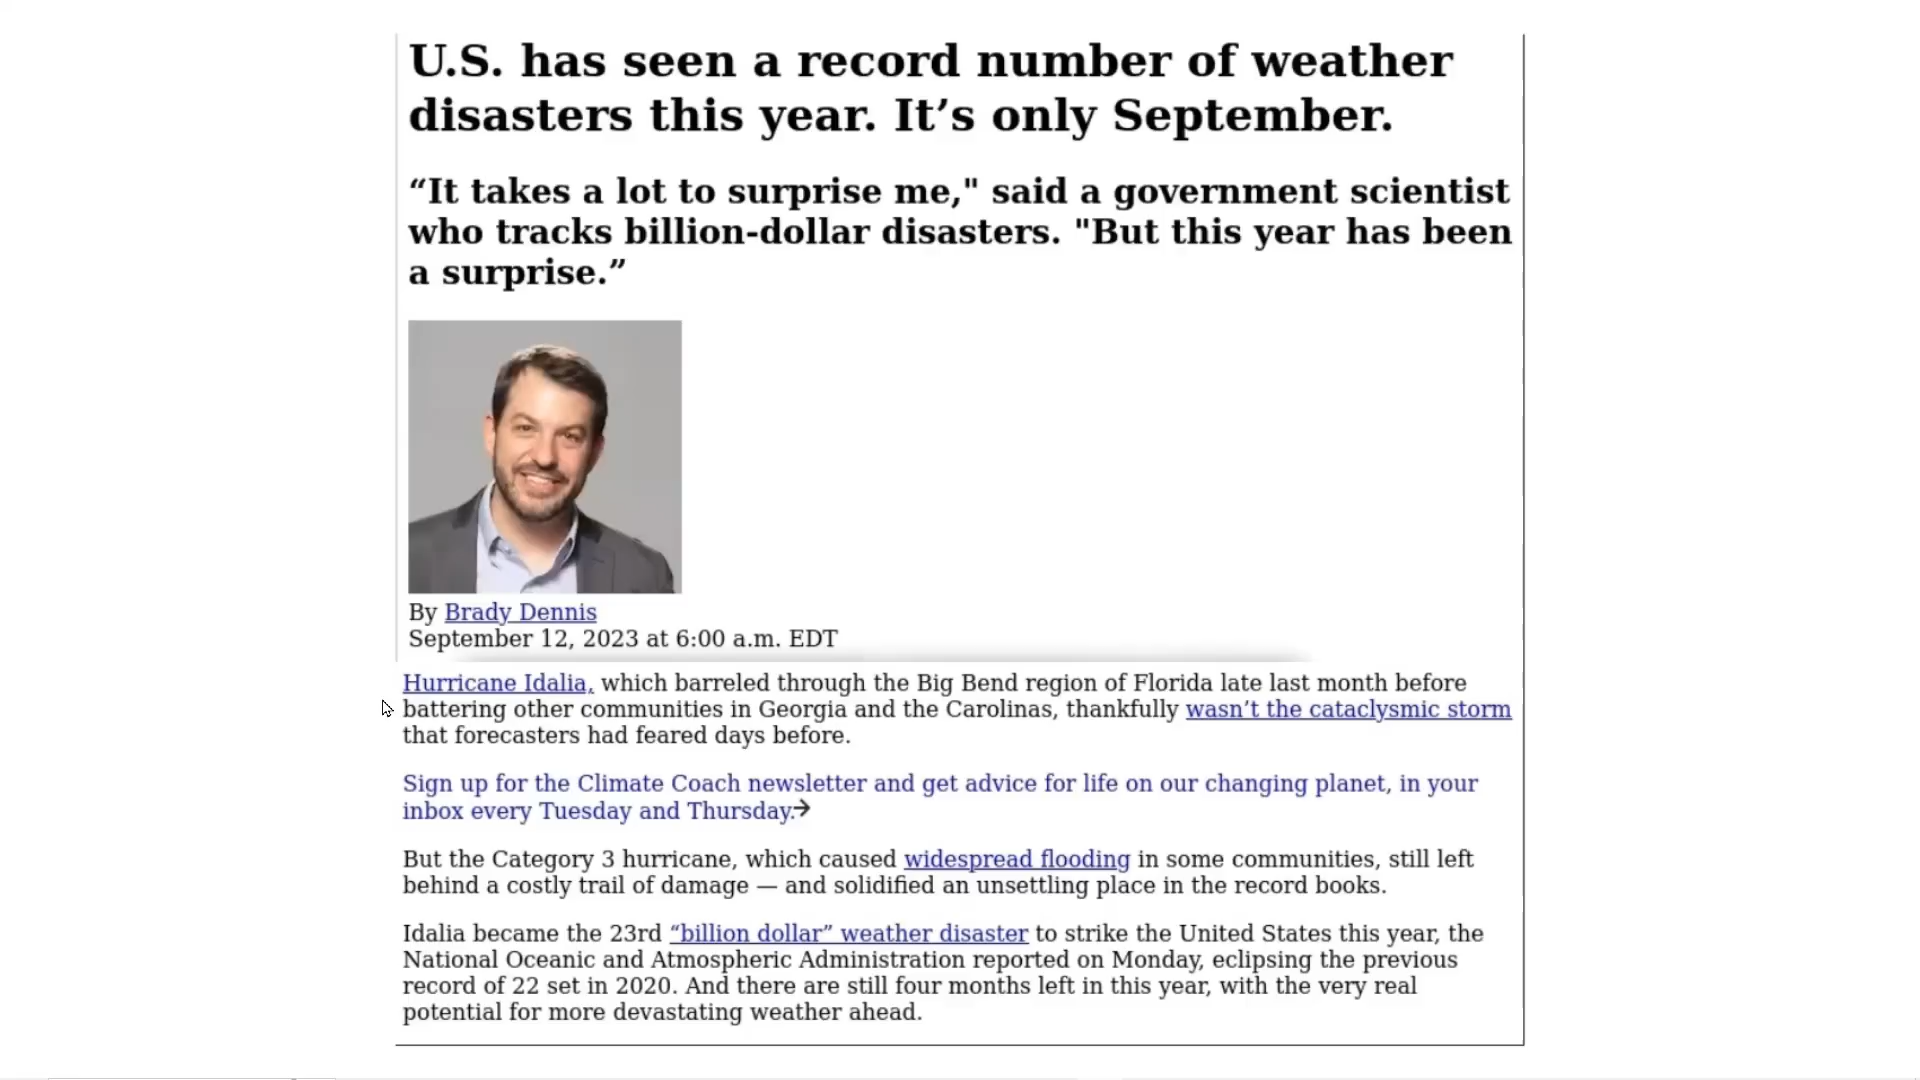 U.S. has seen a record number of weather
disasters this year. It’s only September.
“It takes a lot to surprise me," said a government scientist
who tracks billion-dollar disasters. "But this year has been
a surprise.”
By Brady Dennis
September 12, 2023 at 6:00 a.m. EDT
Hurricane Idalia, which barreled through the Big Bend region of Florida late last month before
battering other communities in Georgia and the Carolinas, thankfully wasn’t the cataclysmic storm
that forecasters had feared days before.
Sign up for the Climate Coach newsletter and get advice for life on our changing planet, in your
inbox every Tuesday and Thursday.→
But the Category 3 hurricane, which caused widespread flooding in some communities, still left
behind a costly trail of damage — and solidified an unsettling place in the record books.
Idalia became the 23rd “billion dollar” weather disaster to strike the United States this year, the
National Oceanic and Atmospheric Administration reported on Monday, eclipsing the previous
record of 22 set in 2020. And there are still four months left in this year, with the very real
potential for more devastating weather ahead.